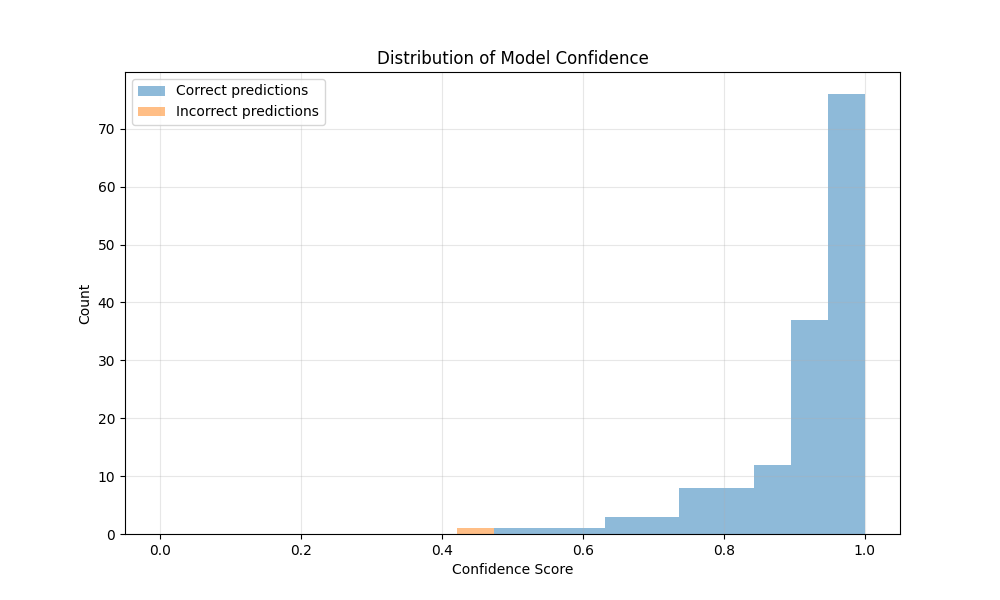 Distribution of Model Confidence
Correct predictions
Incorrect predictions
70
60
50
40
30
20
10
0
Count
0.0 0.2 0.4 0.6 0.8 1.0
Confidence Score